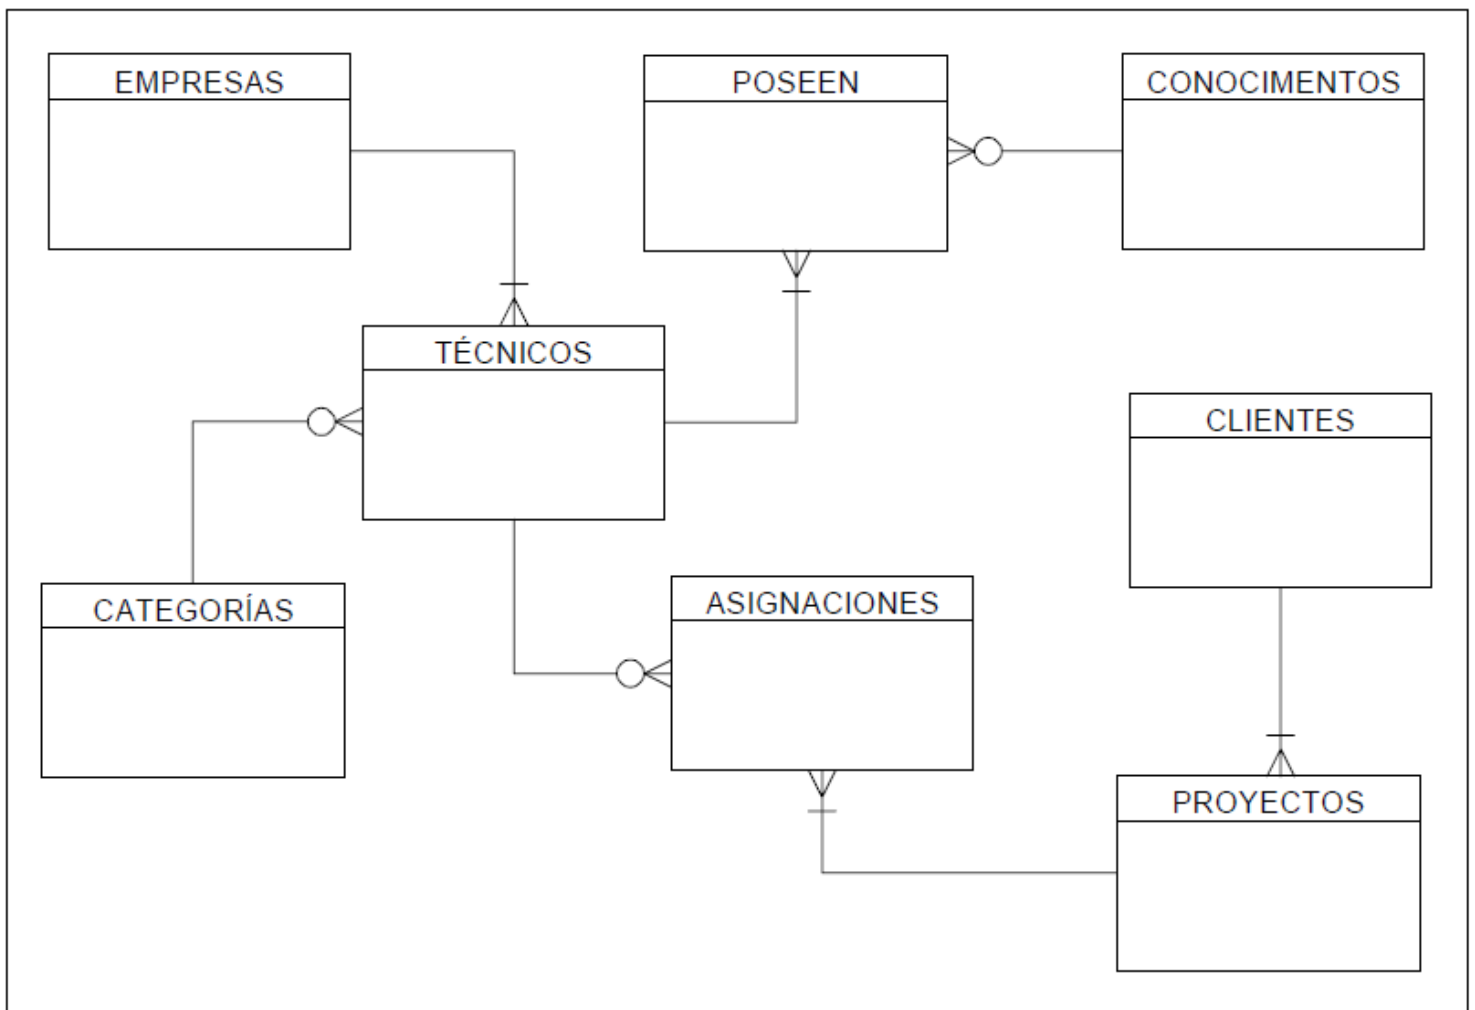 EMPRESAS
POSEEN
CONOCIMENTOS
TÉCNICOS
CLIENTES
CATEGORÍAS
ASIGNACIONES
PROYECTOS